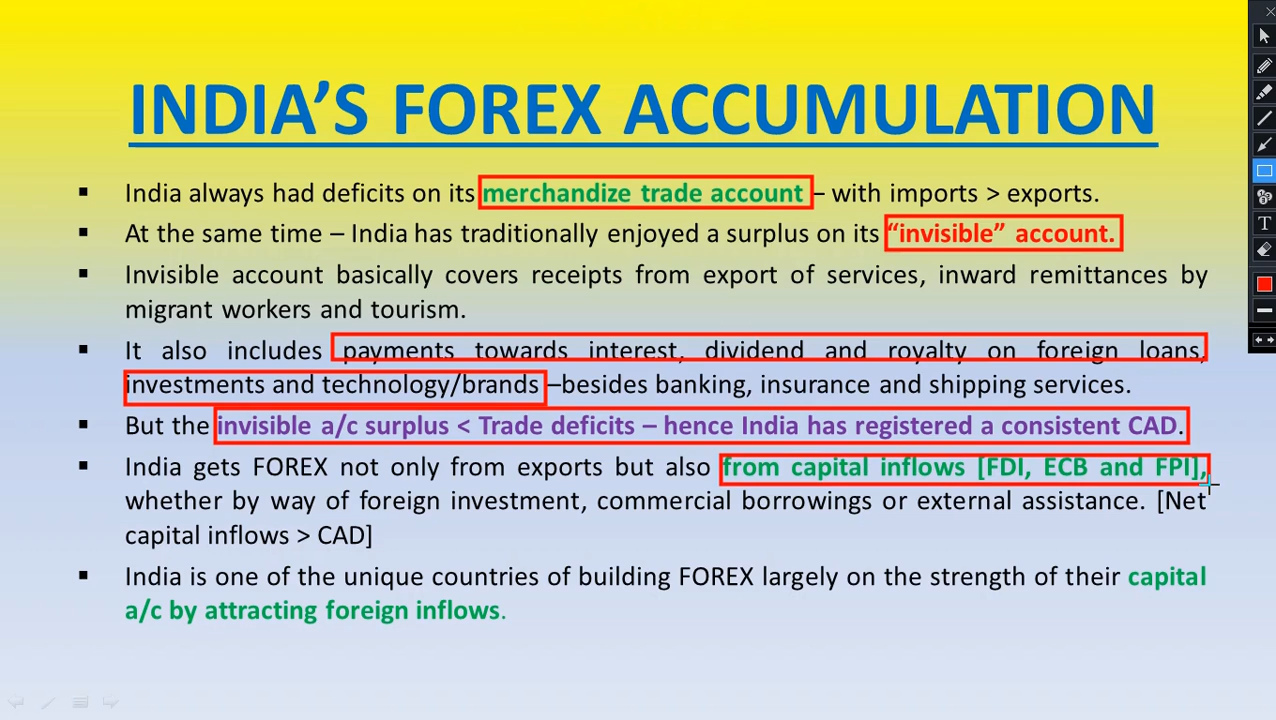 INDIA’S FOREX ACCUMULATION
▪ India always had deficits on its merchandize trade account – with imports > exports.
▪ At the same time – India has traditionally enjoyed a surplus on its “invisible” account.
▪ Invisible account basically covers receipts from export of services, inward remittances by
migrant workers and tourism.
▪ It also includes payments towards interest, dividend and royalty on foreign loans,
investments and technology/brands –besides banking, insurance and shipping services.
▪ But the invisible a/c surplus < Trade deficits – hence India has registered a consistent CAD.
▪ India gets FOREX not only from exports but also from capital inflows [FDI, ECB and FPI],
whether by way of foreign investment, commercial borrowings or external assistance. [Net
capital inflows > CAD]
▪ India is one of the unique countries of building FOREX largely on the strength of their capital
a/c by attracting foreign inflows.